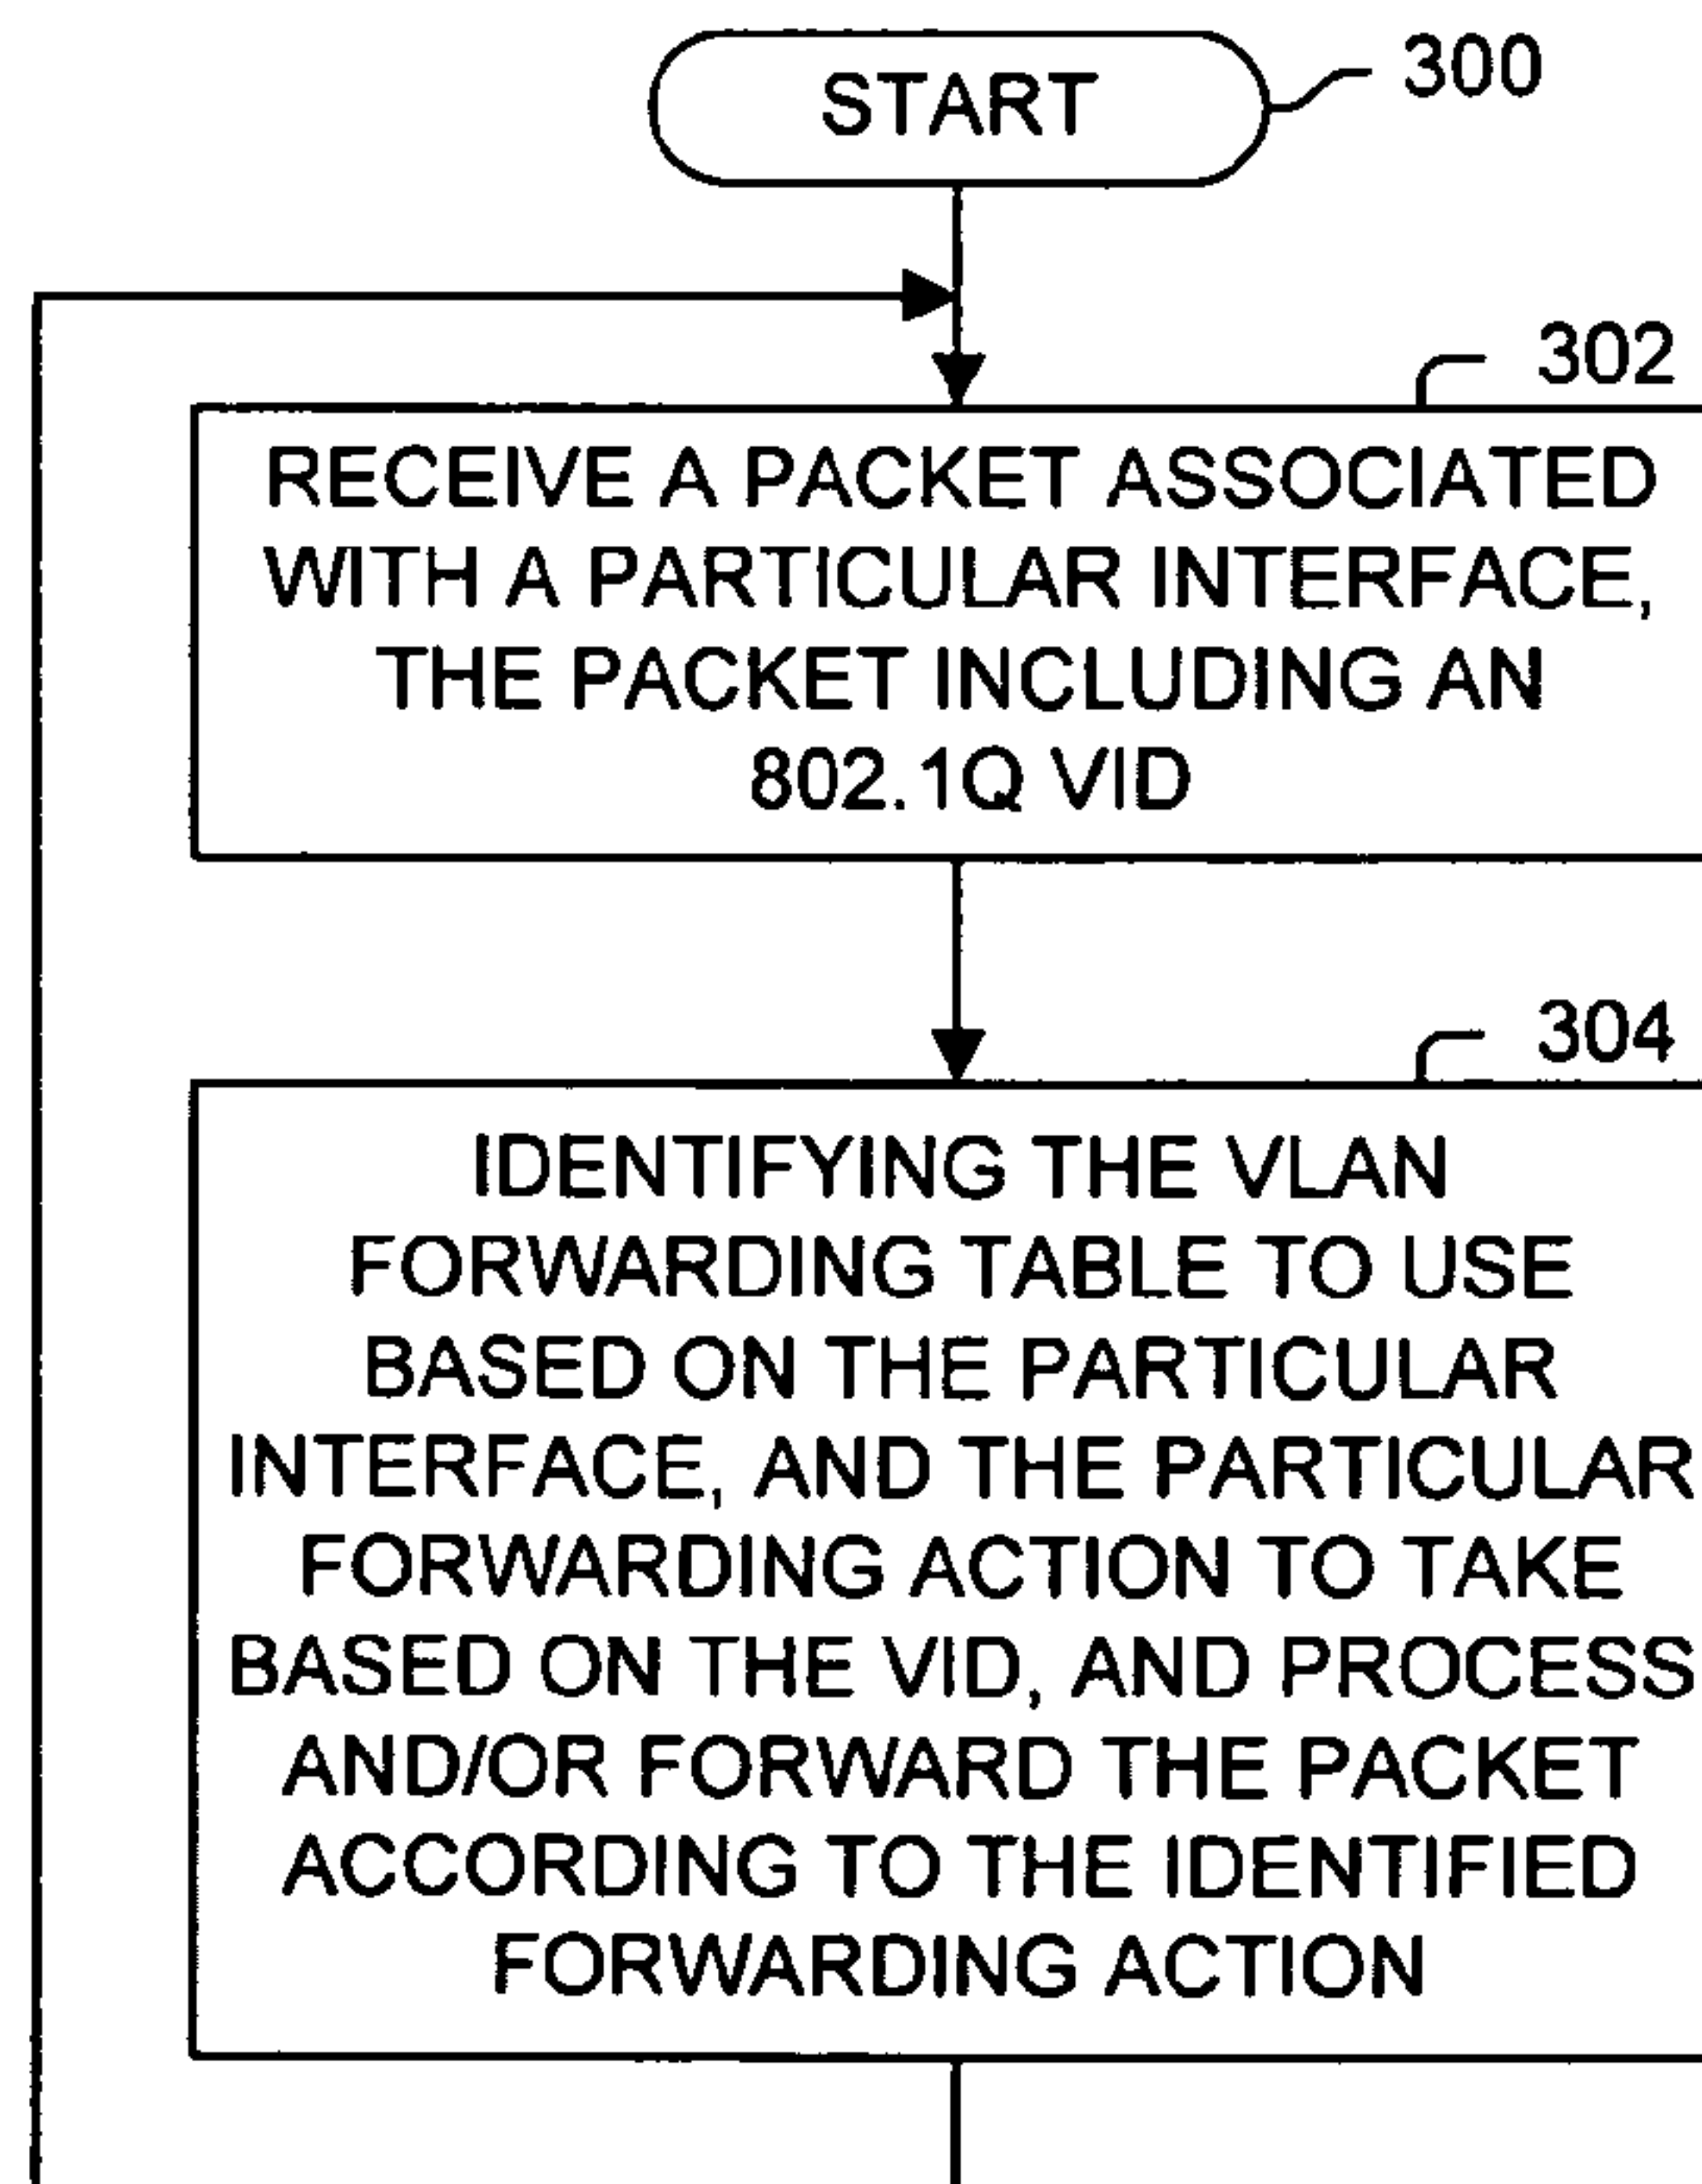 START
300
302
RECEIVE A PACKET ASSOCIATED
WITH A PARTICULAR INTERFACE,
THE PACKET INCLUDING AN
802.1Q VID
304
IDENTIFYING THE VLAN
FORWARDING TABLE TO USE
BASED ON THE PARTICULAR
INTERFACE, AND THE PARTICULAR
FORWARDING ACTION TO TAKE
BASED ON THE VID, AND PROCESS
AND/OR FORWARD THE PACKET
ACCORDING TO THE IDENTIFIED
FORWARDING ACTION